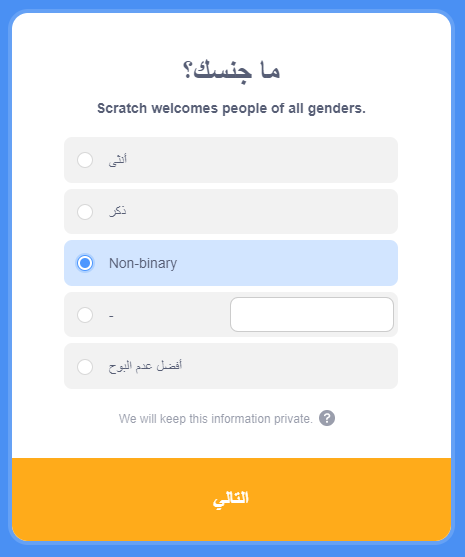 ما جنسك؟
Scratch welcomes people of all genders.
أنثى
ذكر
Non-binary
-
أفضل عدم البوح
We will keep this information private. ?
التالي